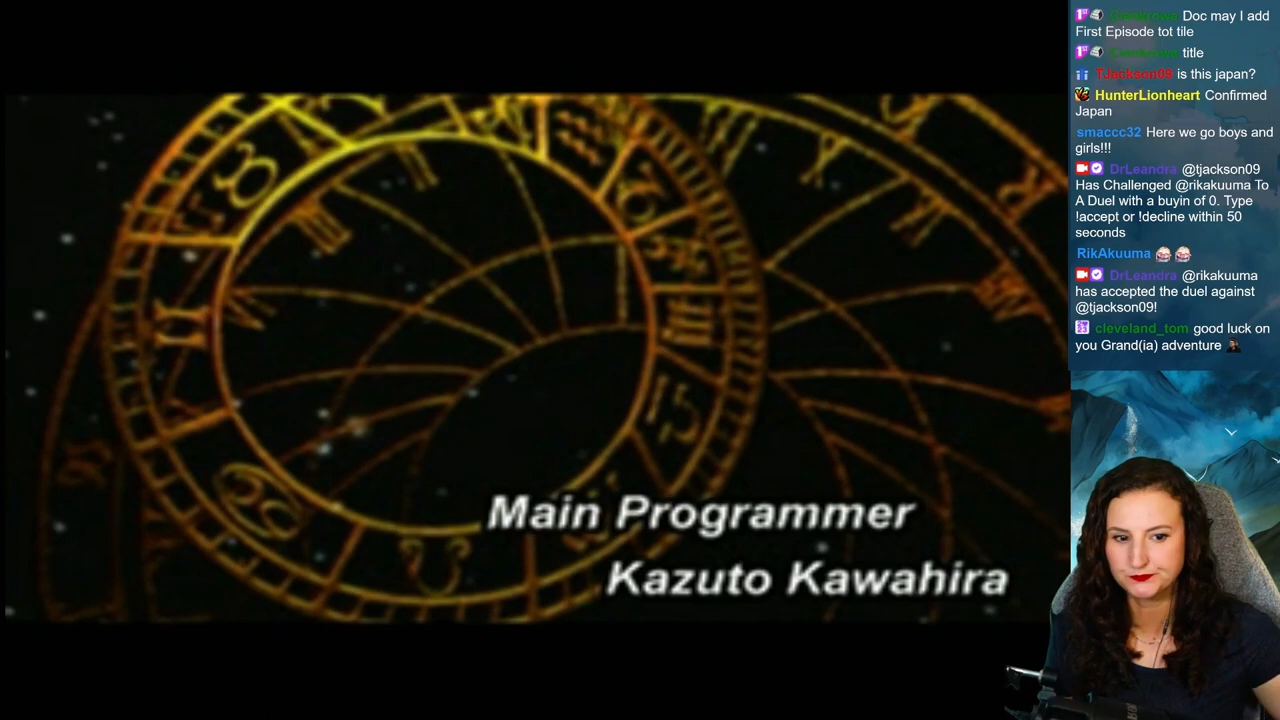 Doc may I add
First Episode tot tile
title
TJackson09 is this japan?
HunterLionheart Confirmed
Japan
smaccc32 Here we go boys and
girls!!!
DrLeandra @tjackson09
Has Challenged @rikakuuma To
A Duel with a buyin of 0. Type
!accept or !decline within 50
seconds
RikAkuuma
DrLeandra @rikakuuma
has accepted the duel against
@tjackson09!
cleveland_tom good luck on
you Grand(ia) adventure
Main Programmer
Kazuto Kawahira